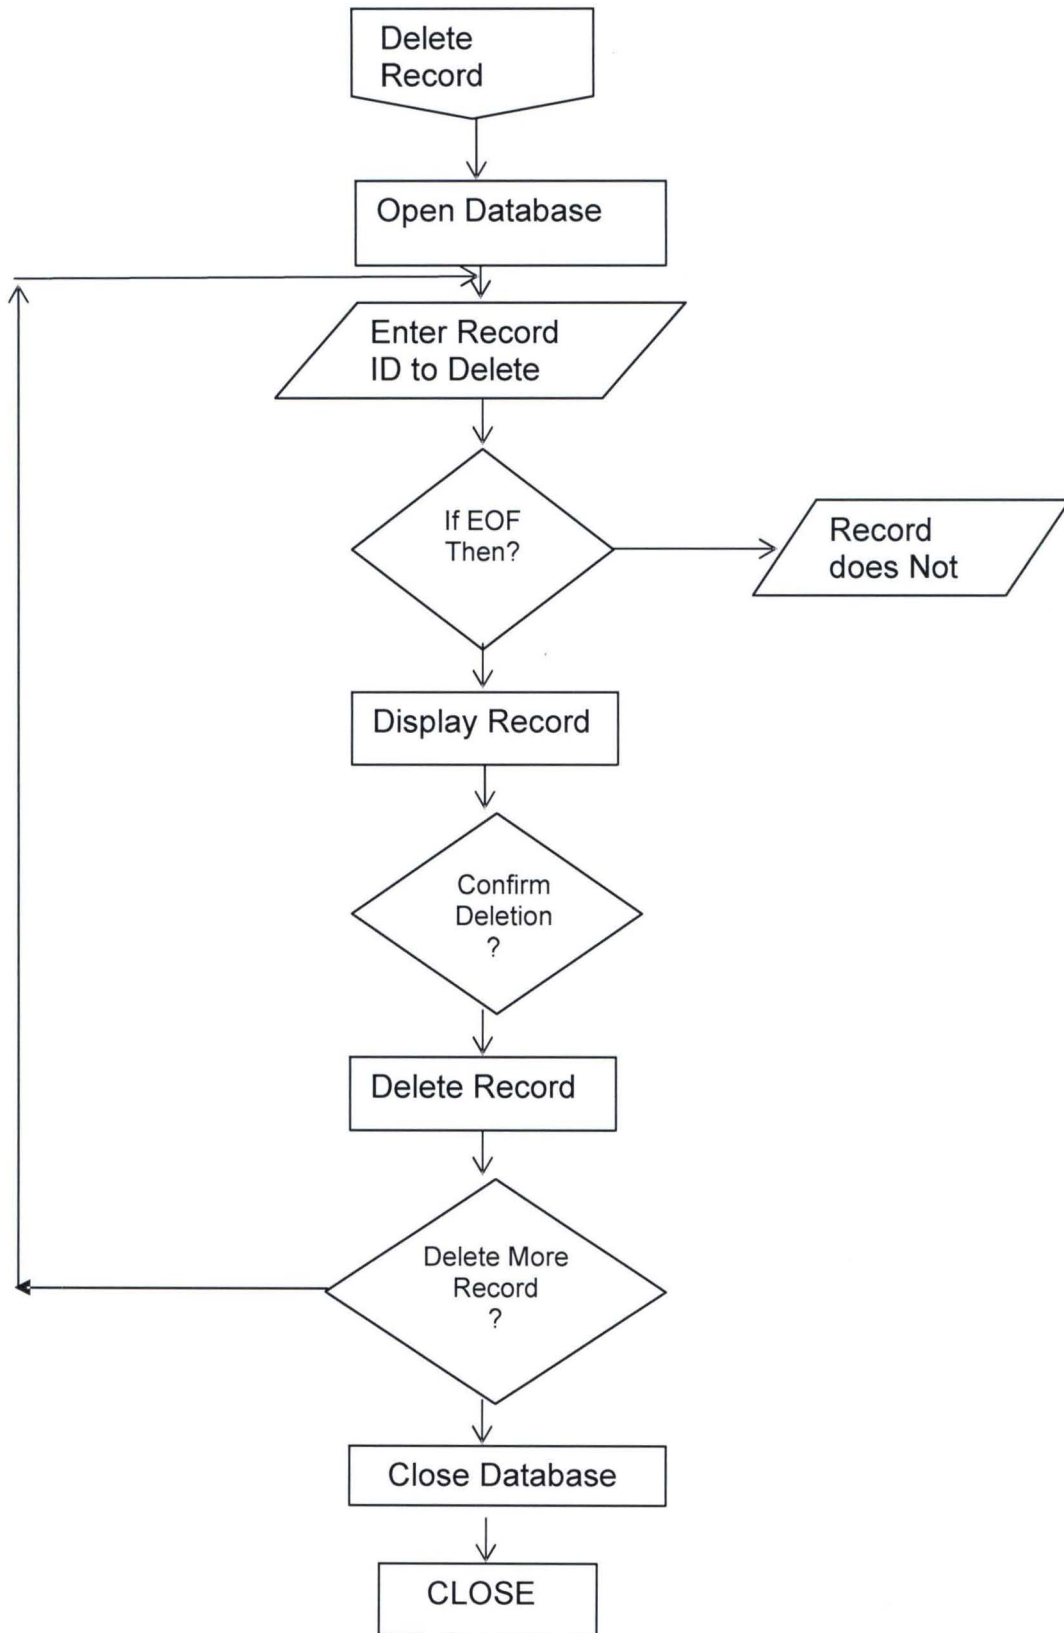 Delete
Record
Open Database
Enter Record
ID to Delete
If EOF
Then?
Record
does Not
Display Record
Confirm
Deletion
?
Delete Record
Delete More
Record
?
Close Database
CLOSE